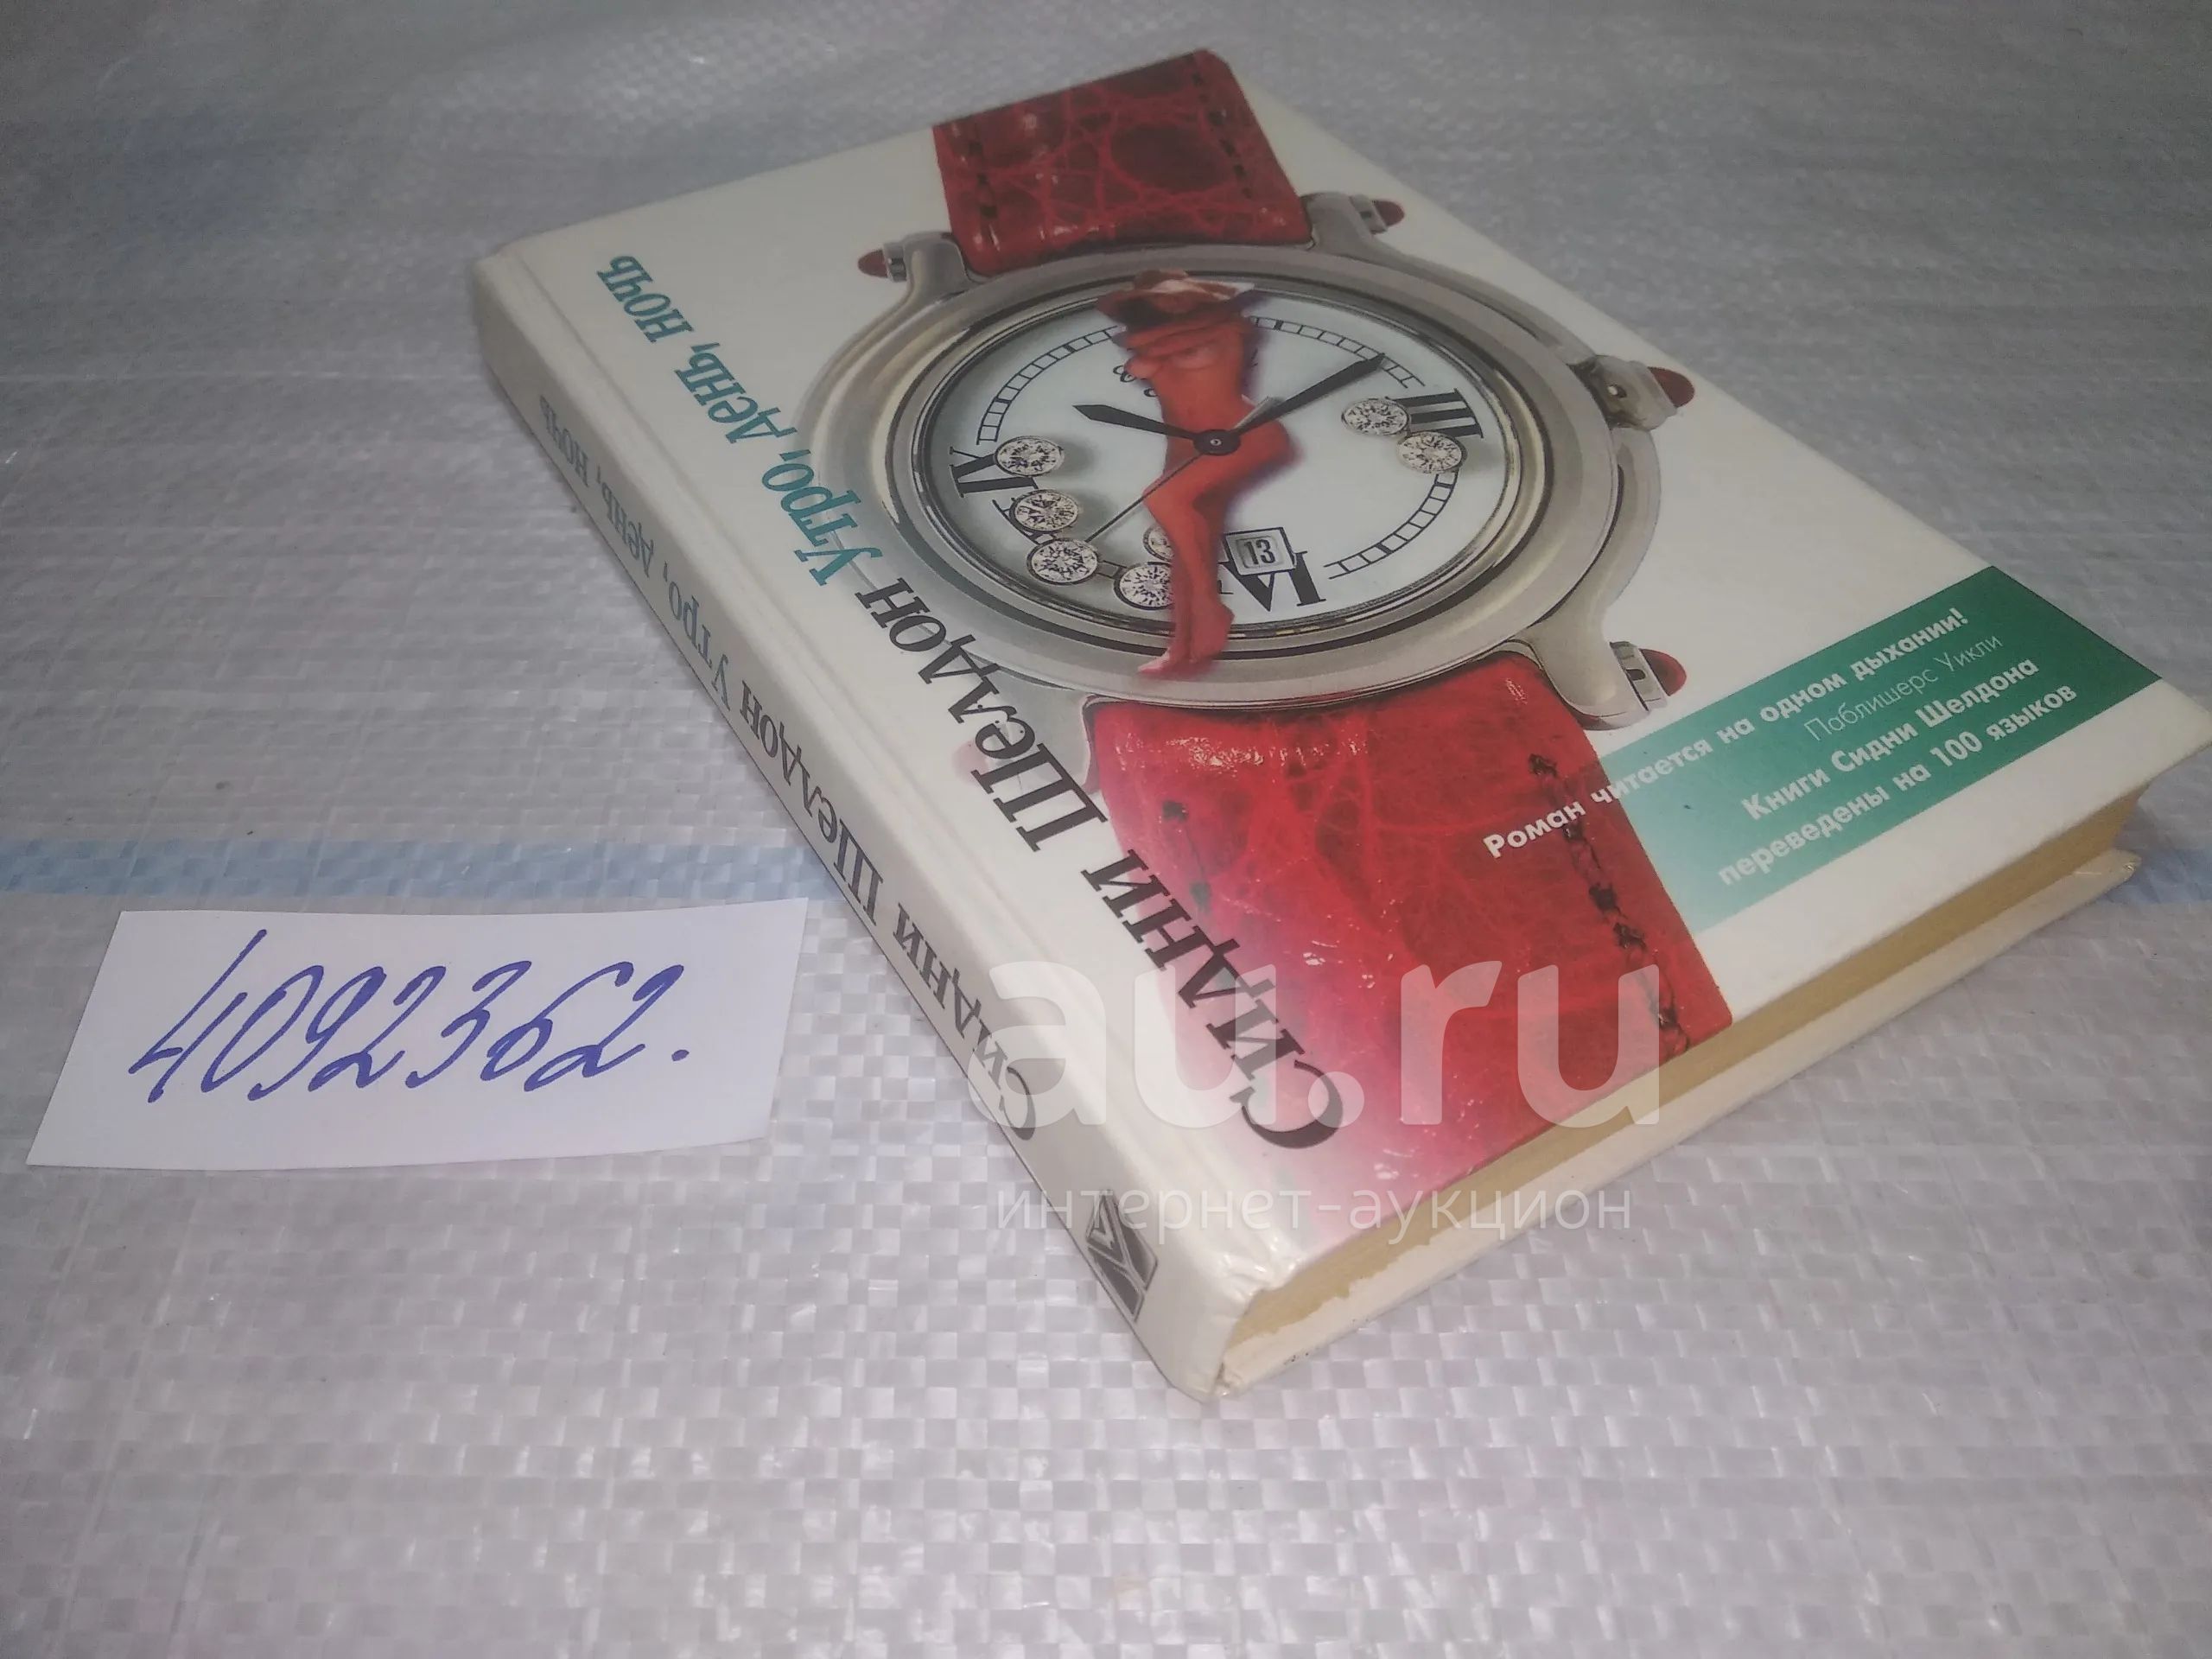 Сидни Шелдон Утро, день, ночь
Роман читается на одном дыхании!
Паблишерс Уикли
Книги Сидни Шелдона
переведены на 100 языков
III
13
VI
IX
Сидни Шелдон Утро, день, ночь
4092362.
au.ru
интернет-аукцион